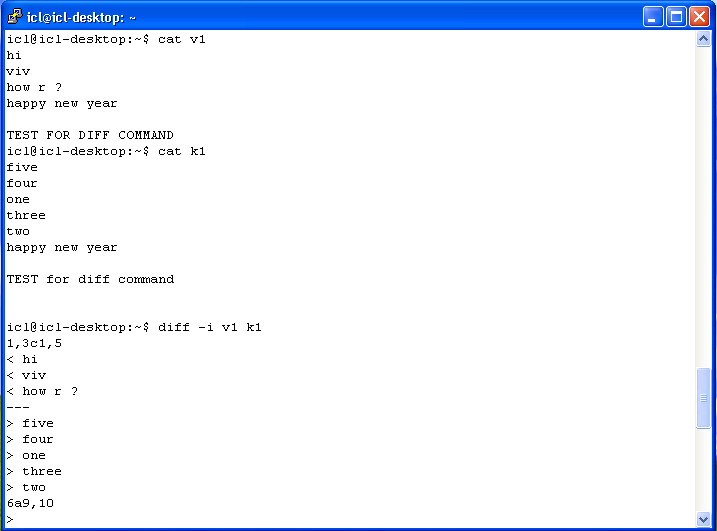 icl@icl-desktop: ~
icl@icl-desktop:~$ cat v1
hi
viv
how r ?
happy new year

TEST FOR DIFF COMMAND
icl@icl-desktop:~$ cat k1
five
four
one
three
two
happy new year

TEST for diff command


icl@icl-desktop:~$ diff -i v1 k1
1,3c1,5
< hi
< viv
< how r ?
---
> five
> four
> one
> three
> two
6a9,10
>